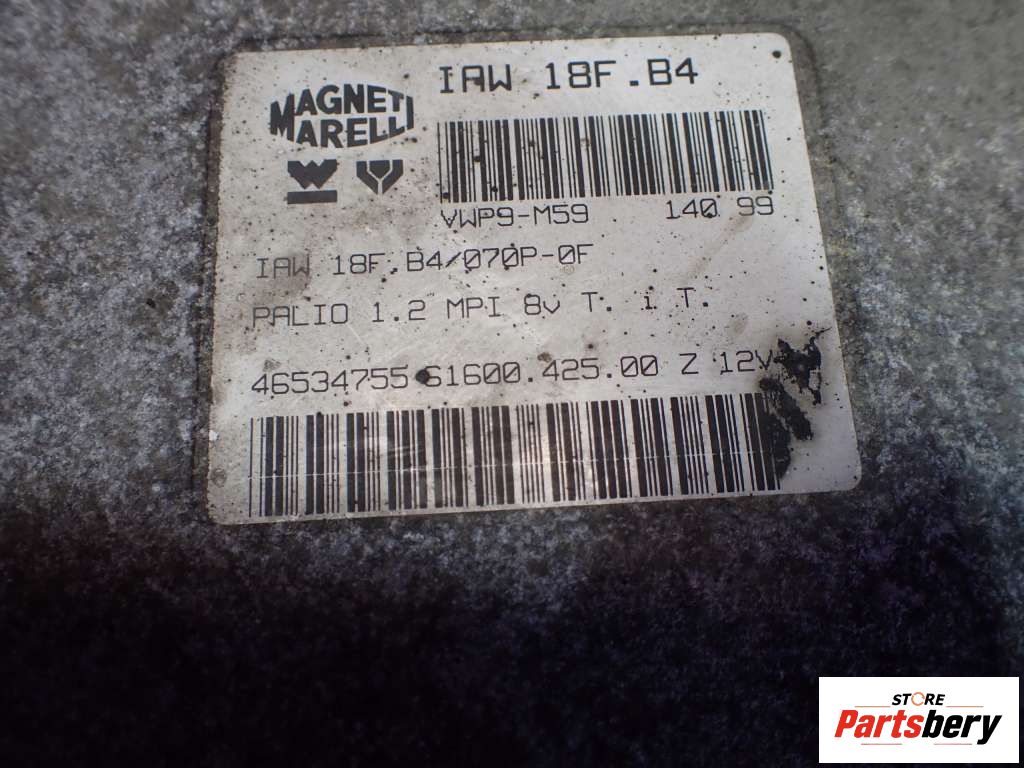 MAGNETI
MARELLI
IAW 18F.B4
VWP9-M59 140 99
IAW 18F.B4/070P-0F
PALIO 1.2 MPI 8v T. i T.
46534755 61600.425.00 Z 12V
STORE
Partsbery